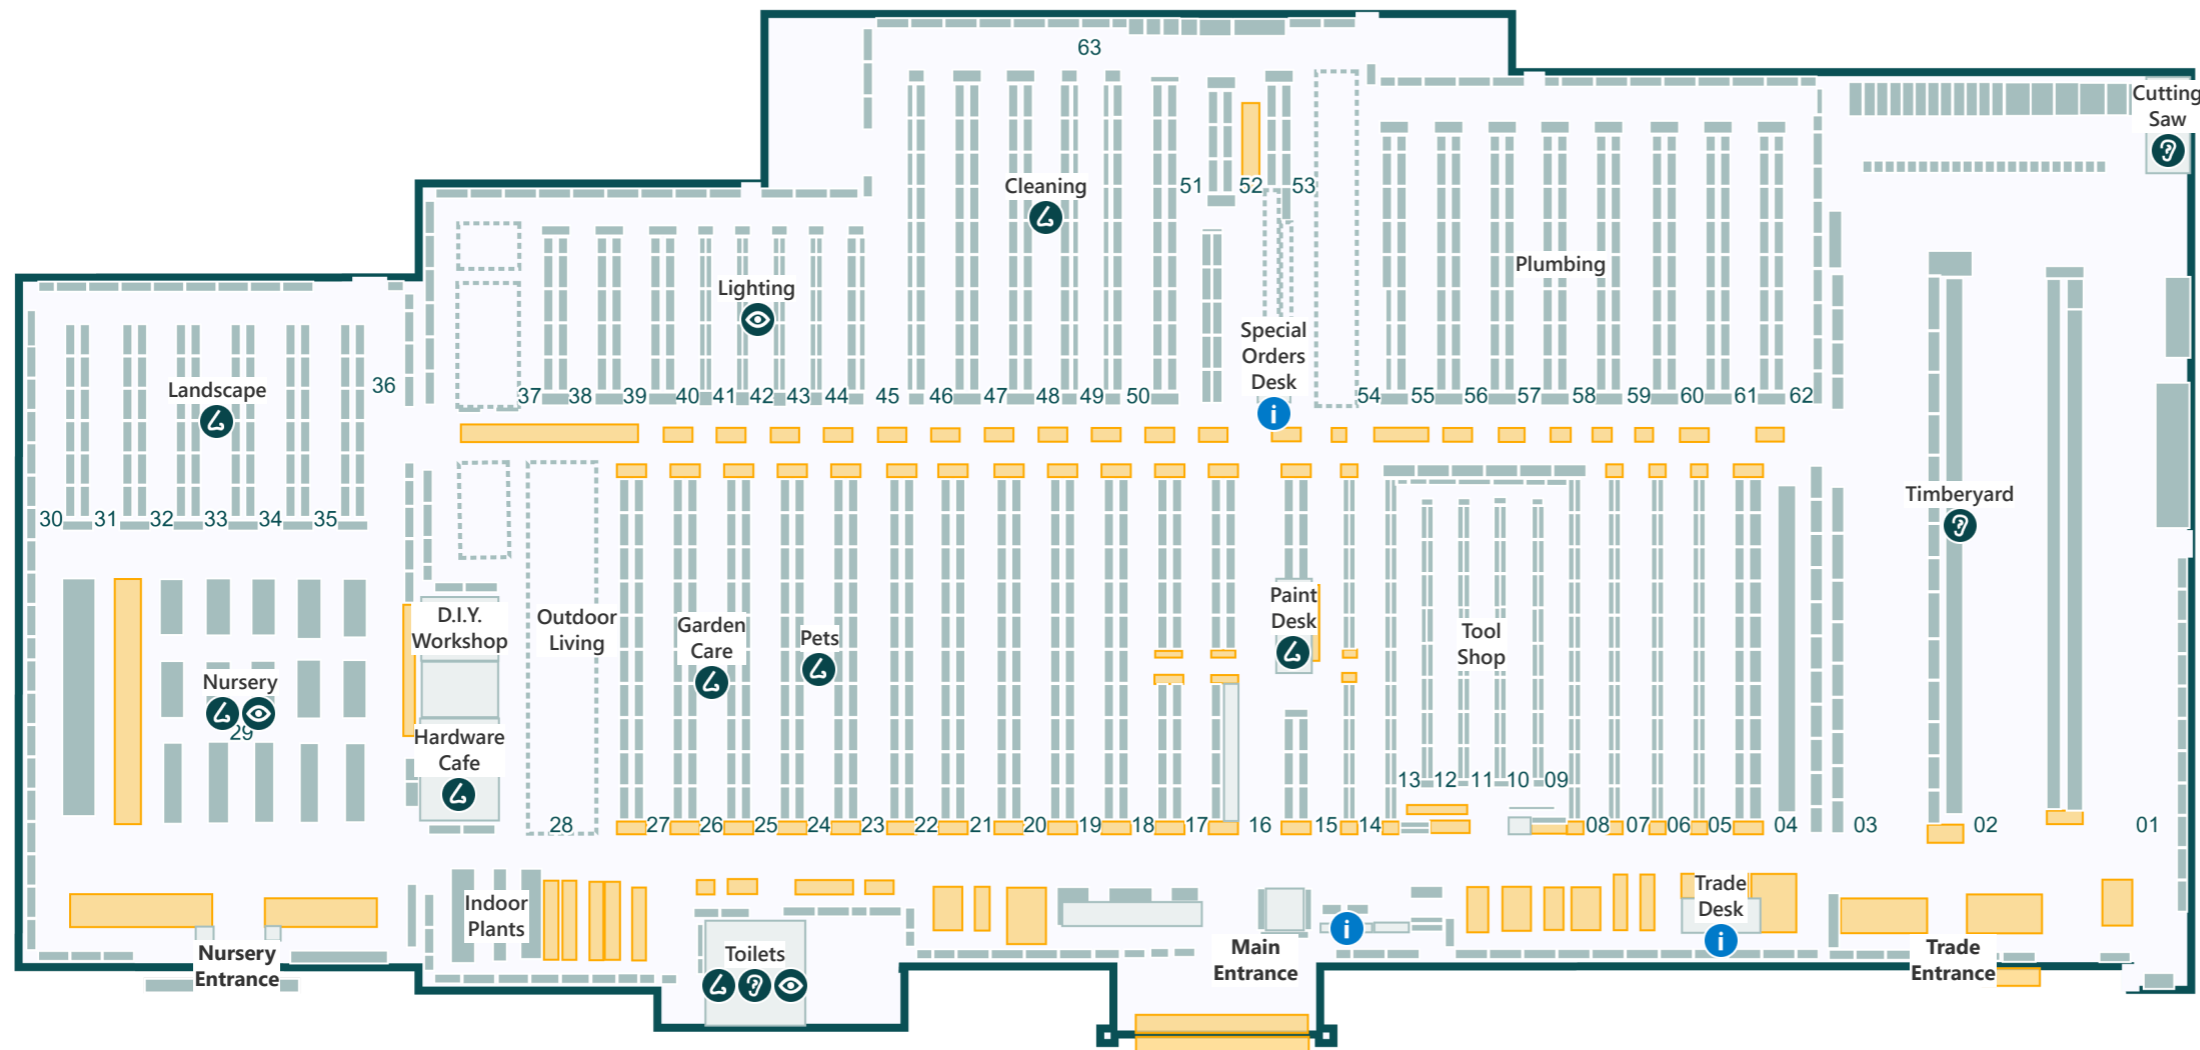 63
Cutting
Saw
Cleaning
51
52
53
Plumbing
Lighting
Special
Orders
Desk
Landscape
36
37
38
39
40
41
42
43
44
45
46
47
48
49
50
54
55
56
57
58
59
60
61
62
Timberyard
30
31
32
33
34
35
D.I.Y.
Workshop
Outdoor
Living
Garden
Care
Pets
Paint
Desk
Tool
Shop
Nursery
29
Hardware
Cafe
13
12
11
10
09
28
27
26
25
24
23
22
21
20
19
18
17
16
15
14
08
07
06
05
04
03
02
01
Indoor
Plants
Trade
Desk
Nursery
Entrance
Toilets
Main
Entrance
Trade
Entrance